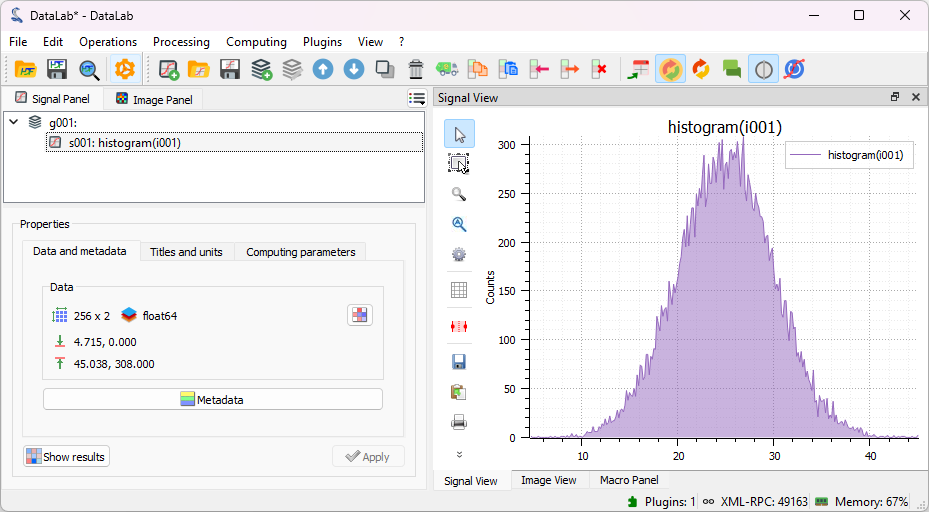 DataLab* - DataLab
File Edit Operations Processing Computing Plugins View ?
Signal Panel Image Panel
g001:
s001: histogram(i001)
Properties
Data and metadata Titles and units Computing parameters
Data
256 x 2 float64
4.715, 0.000
45.038, 308.000
Metadata
Show results Apply
Signal View
histogram(i001)
histogram(i001)
300
250
200
150
100
50
0
Counts
10 20 30 40
Signal View Image View Macro Panel
Plugins: 1 XML-RPC: 49163 Memory: 67%